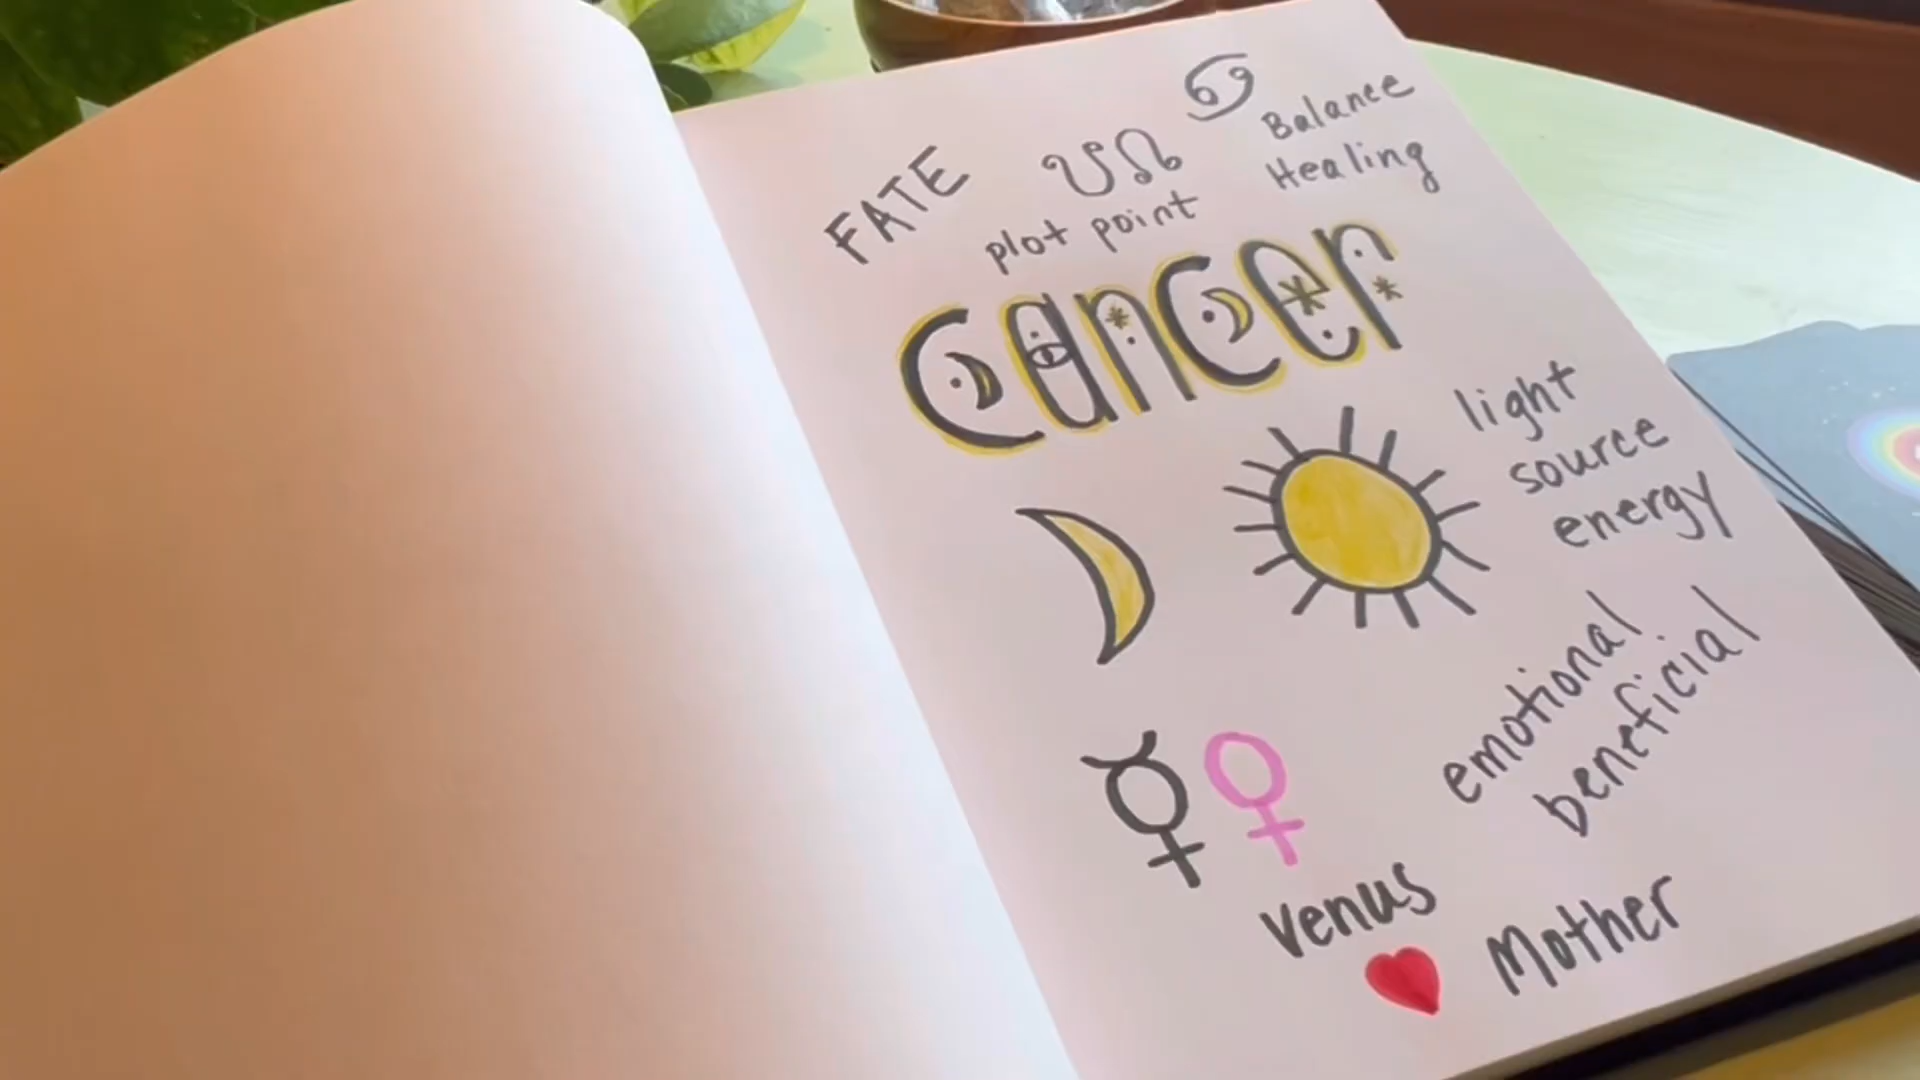 FATE
♋
Balance
Healing
plot point
Cancer
light
source
energy
emotional
beneficial
☿ ♀
Venus
Mother